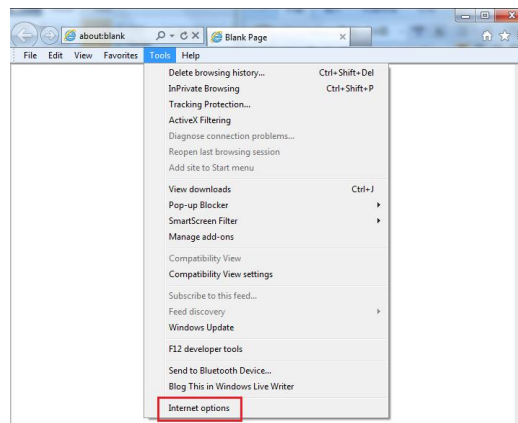 about:blank
Blank Page
File Edit View Favorites Tools Help
Delete browsing history... Ctrl+Shift+Del
InPrivate Browsing Ctrl+Shift+P
Tracking Protection...
ActiveX Filtering
Diagnose connection problems...
Reopen last browsing session
Add site to Start menu
View downloads Ctrl+J
Pop-up Blocker
SmartScreen Filter
Manage add-ons
Compatibility View
Compatibility View settings
Subscribe to this feed...
Feed discovery
Windows Update
F12 developer tools
Send to Bluetooth Device...
Blog This in Windows Live Writer
Internet options